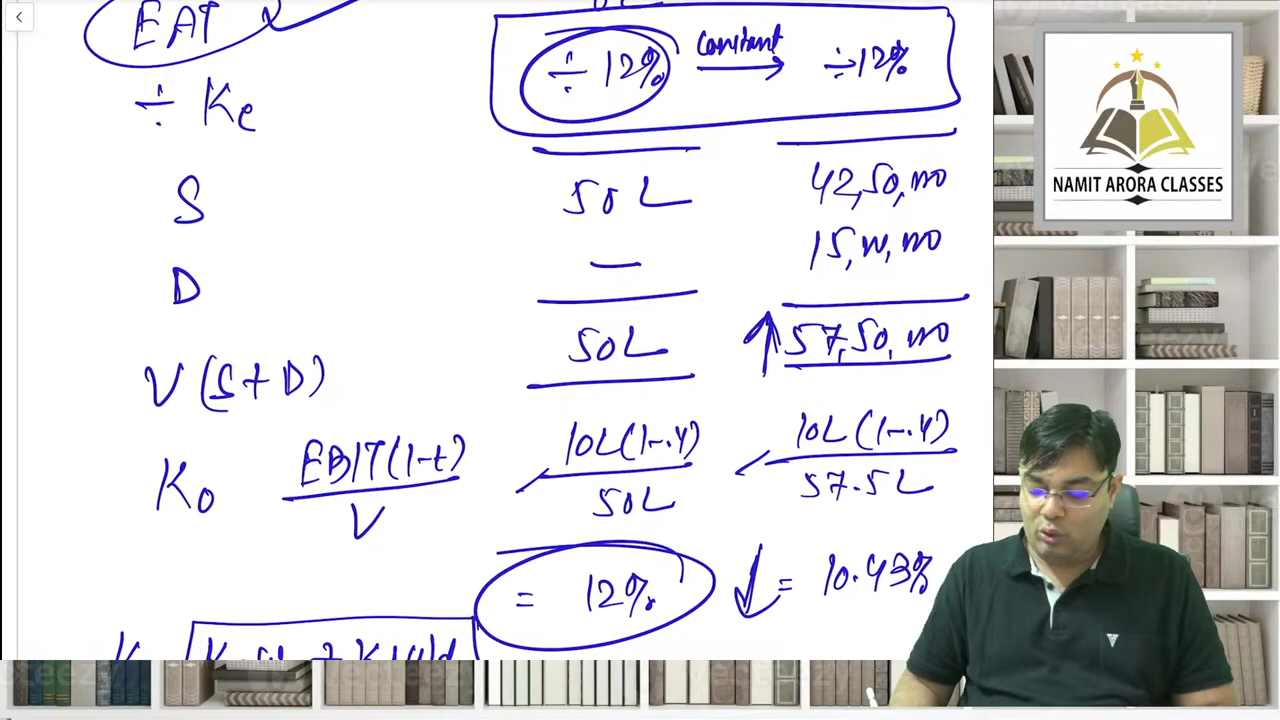 EAT
÷ 12% constant → ÷ 12%
÷ Ke
S 50 L 42,50,000
D — 15,00,000
V (S+D) 50L ↑ 57,50,000
Ko EBIT(1-t) / V 10L(1-.4) / 50L 10L(1-.4) / 57.5L
= 12% ↓ = 10.43%
NAMIT ARORA CLASSES